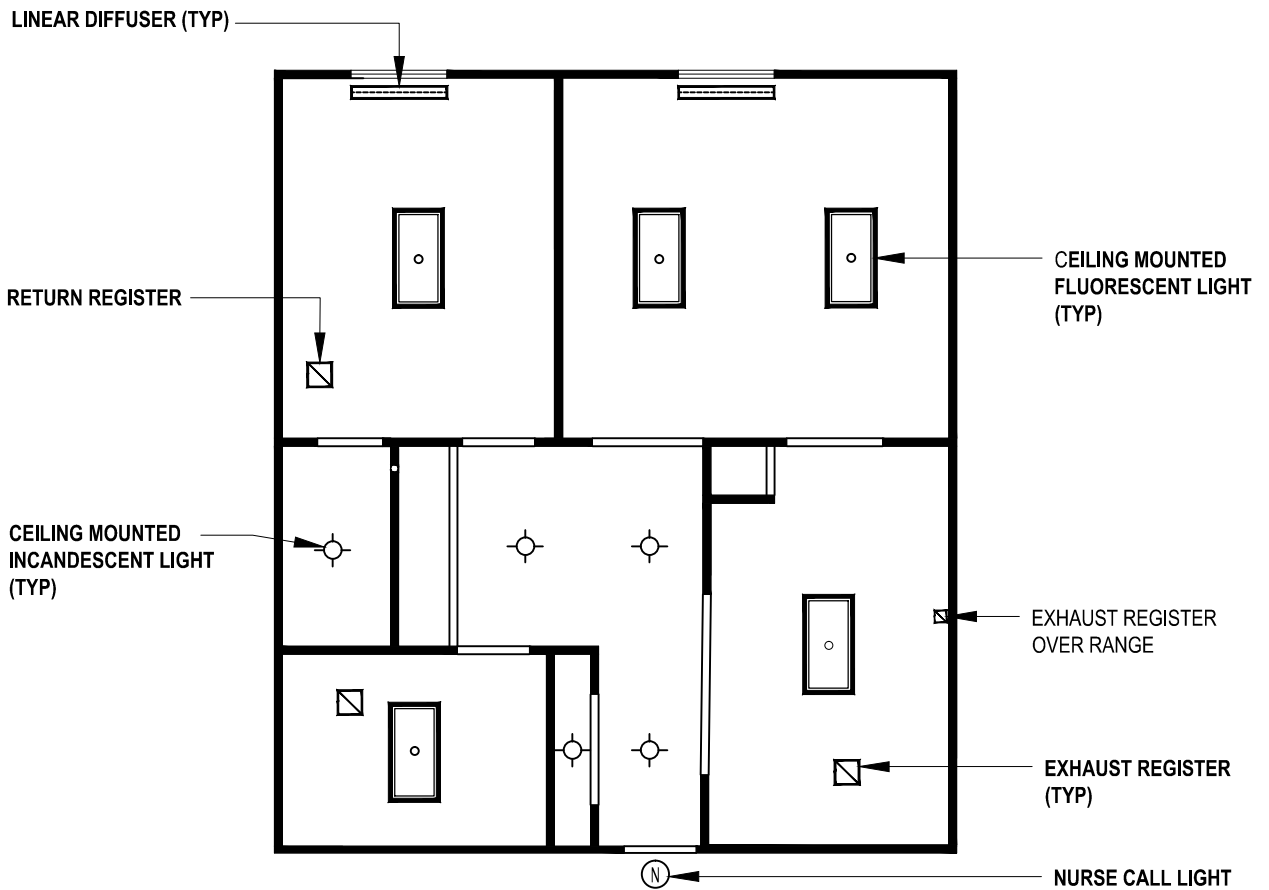 LINEAR DIFFUSER (TYP)
RETURN REGISTER
CEILING MOUNTED
FLUORESCENT LIGHT
(TYP)
CEILING MOUNTED
INCANDESCENT LIGHT
(TYP)
EXHAUST REGISTER
OVER RANGE
EXHAUST REGISTER
(TYP)
N
NURSE CALL LIGHT